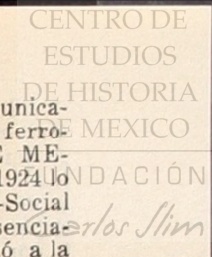 CENTRO DE
ESTUDIOS
DE HISTORIA
DE MEXICO
FUNDACIÓN
Carlos Slim
unica-
ferro-
E ME-
1924 lo
-Social
sencia-
ó a la